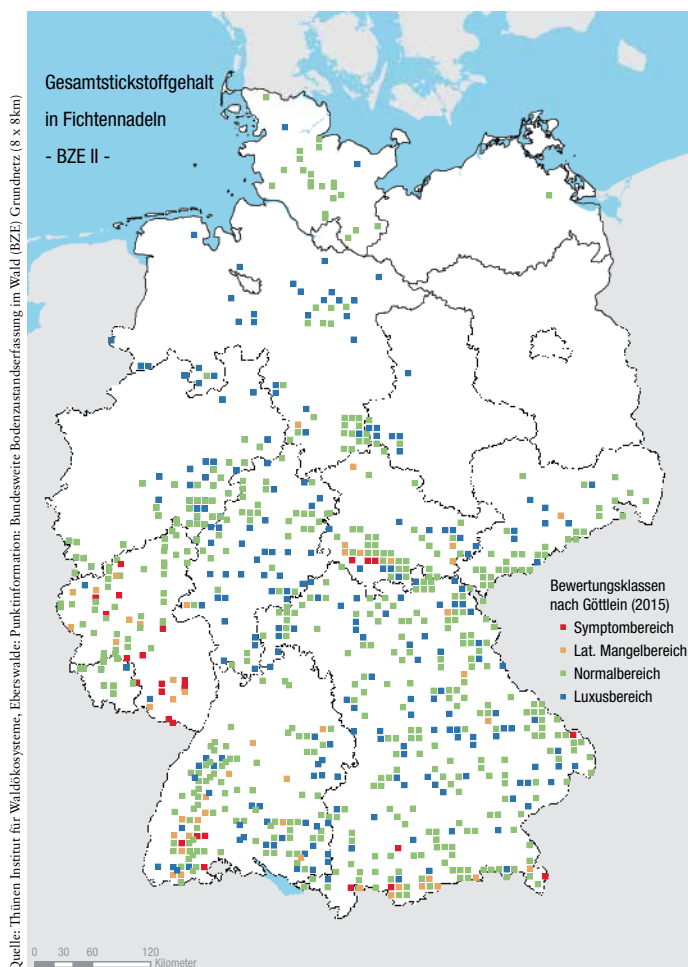 Gesamtstickstoffgehalt
in Fichtennadeln
- BZE II -
Quelle: Thünen Institut für Waldökosysteme, Eberswalde: Punktinformation: Bundesweite Bodenzustandserfassung im Wald (BZE) Grundnetz (8 x 8km)
Bewertungsklassen
nach Göttlein (2015)
Symptombereich
Lat. Mangelbereich
Normalbereich
Luxusbereich
0 30 60 120
Kilometer